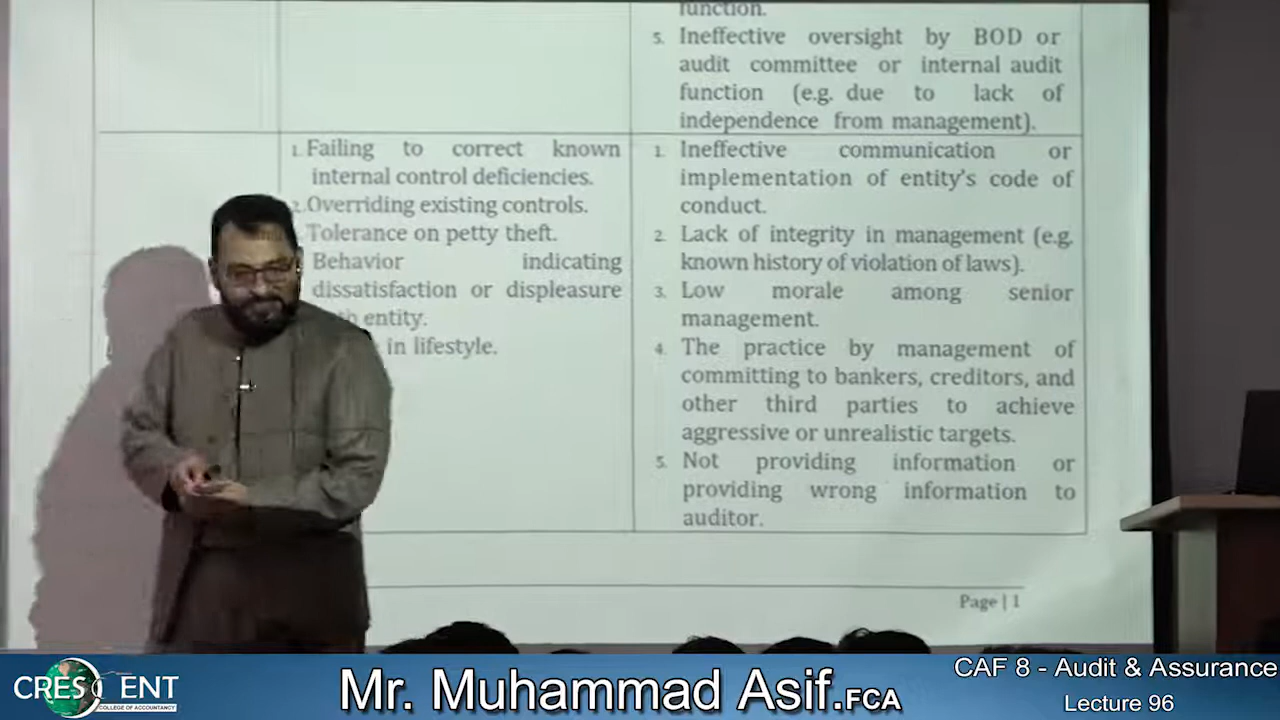 function.
5. Ineffective oversight by BOD or
audit committee or internal audit
function (e.g. due to lack of
independence from management).
1. Failing to correct known
internal control deficiencies.
2. Overriding existing controls.
Tolerance on petty theft.
Behavior indicating
dissatisfaction or displeasure
entity.
in lifestyle.
1. Ineffective communication or
implementation of entity's code of
conduct.
2. Lack of integrity in management (e.g.
known history of violation of laws).
3. Low morale among senior
management.
4. The practice by management of
committing to bankers, creditors, and
other third parties to achieve
aggressive or unrealistic targets.
5. Not providing information or
providing wrong information to
auditor.
Page | 1
CRESCENT
COLLEGE OF ACCOUNTANCY
Mr. Muhammad Asif.FCA
CAF 8 - Audit & Assurance
Lecture 96